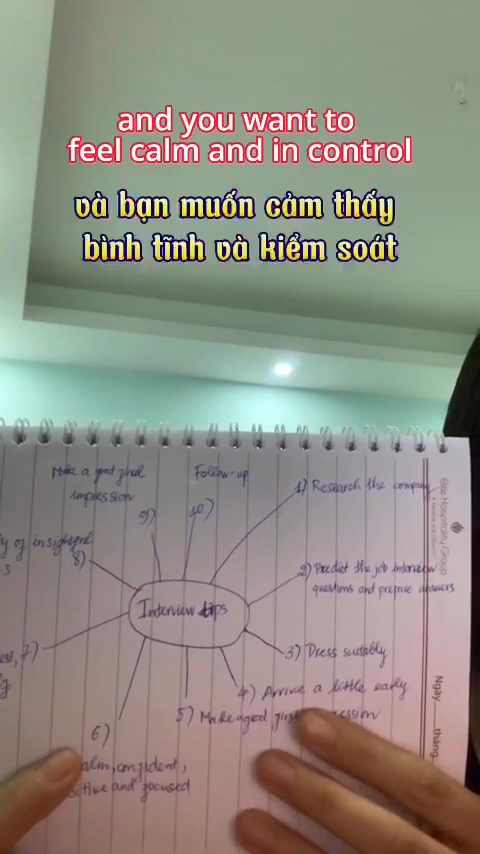 and you want to
feel calm and in control
và bạn muốn cảm thấy
bình tĩnh và kiểm soát
Interview tips
1) Research the company
2) Predict the job interview
questions and prepare answers
3) Dress suitably
4) Arrive a little early
5) Make a good
6)
calm, confident,
and focused
7)
8)
9)
Make a good final
impression
10)
Follow-up
Elite Hospitality Group
Ngày
tháng